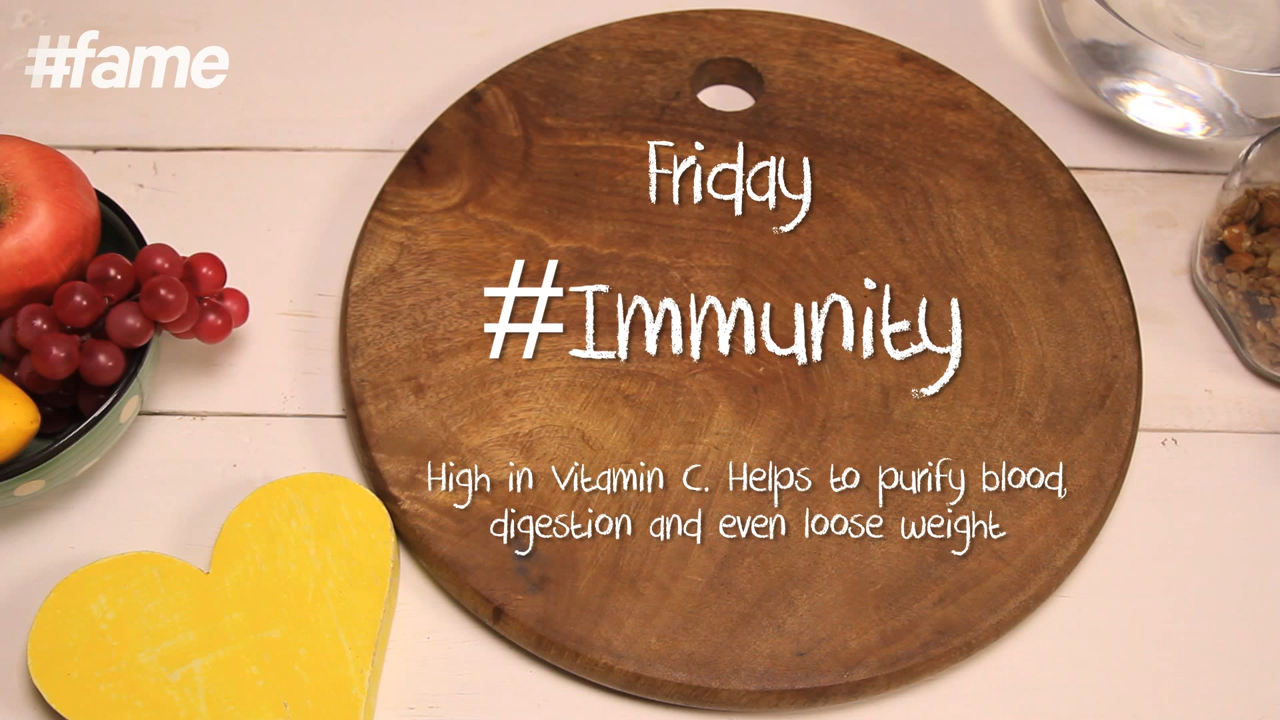 #fame
Friday
#Immunity
High in Vitamin C. Helps to purify blood,
digestion and even loose weight